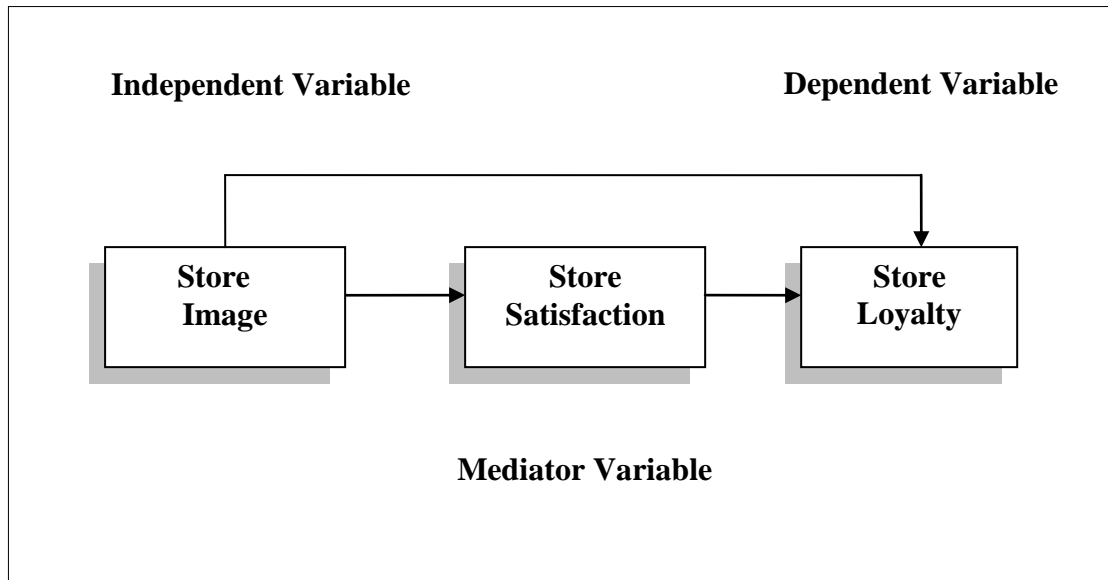 Independent Variable
Dependent Variable
Store
Image
Store
Satisfaction
Store
Loyalty
Mediator Variable